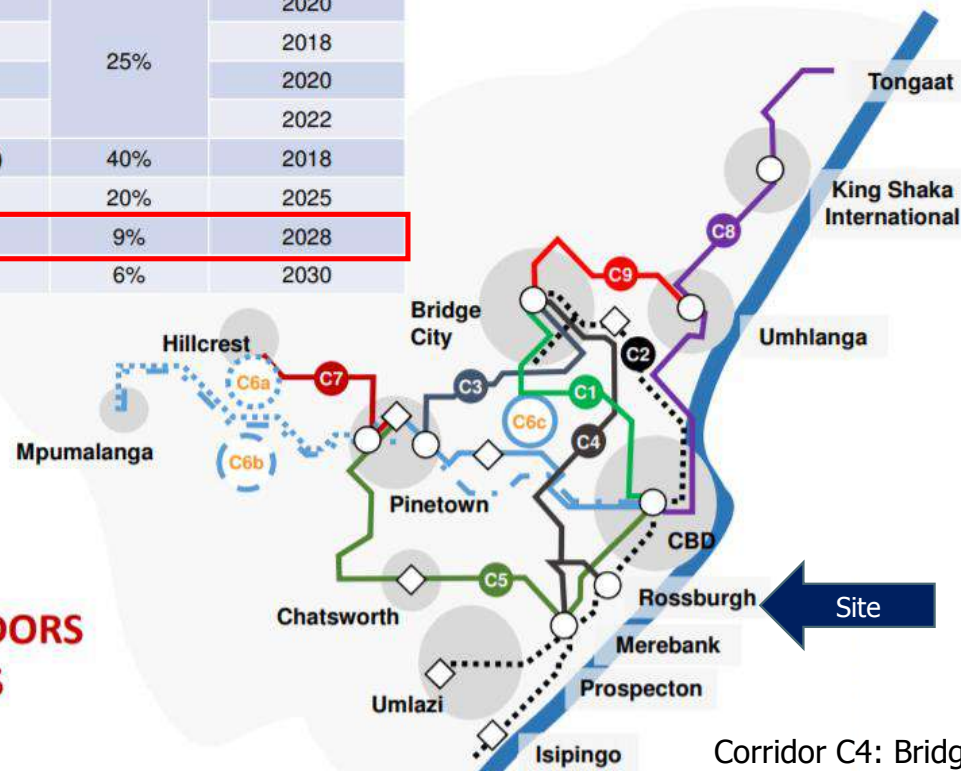 2020
2018
25%
2020
2022
)
40%
2018
20%
2025
9%
2028
6%
2030
Tongaat
King Shaka
International
C8
C9
Bridge
City
Umhlanga
Hillcrest
C2
C7
C6a
C3
C1
C6c
C4
Mpumalanga
C6b
Pinetown
CBD
C5
Rossburgh
Site
Chatsworth
DORS
Merebank
S
Prospecton
Umlazi
Isipingo
Corridor C4: Bridg